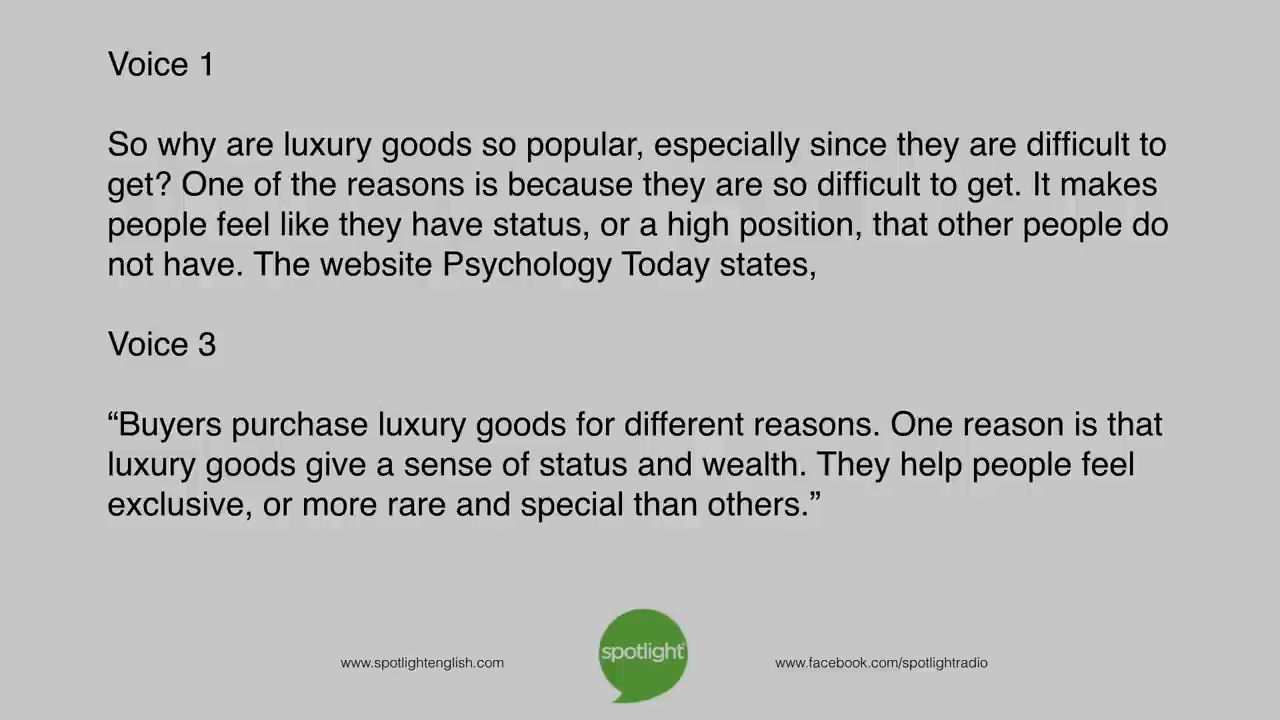 Voice 1
So why are luxury goods so popular, especially since they are difficult to
get? One of the reasons is because they are so difficult to get. It makes
people feel like they have status, or a high position, that other people do
not have. The website Psychology Today states,
Voice 3
“Buyers purchase luxury goods for different reasons. One reason is that
luxury goods give a sense of status and wealth. They help people feel
exclusive, or more rare and special than others.”
www.spotlightenglish.com
spotlight
www.facebook.com/spotlightradio